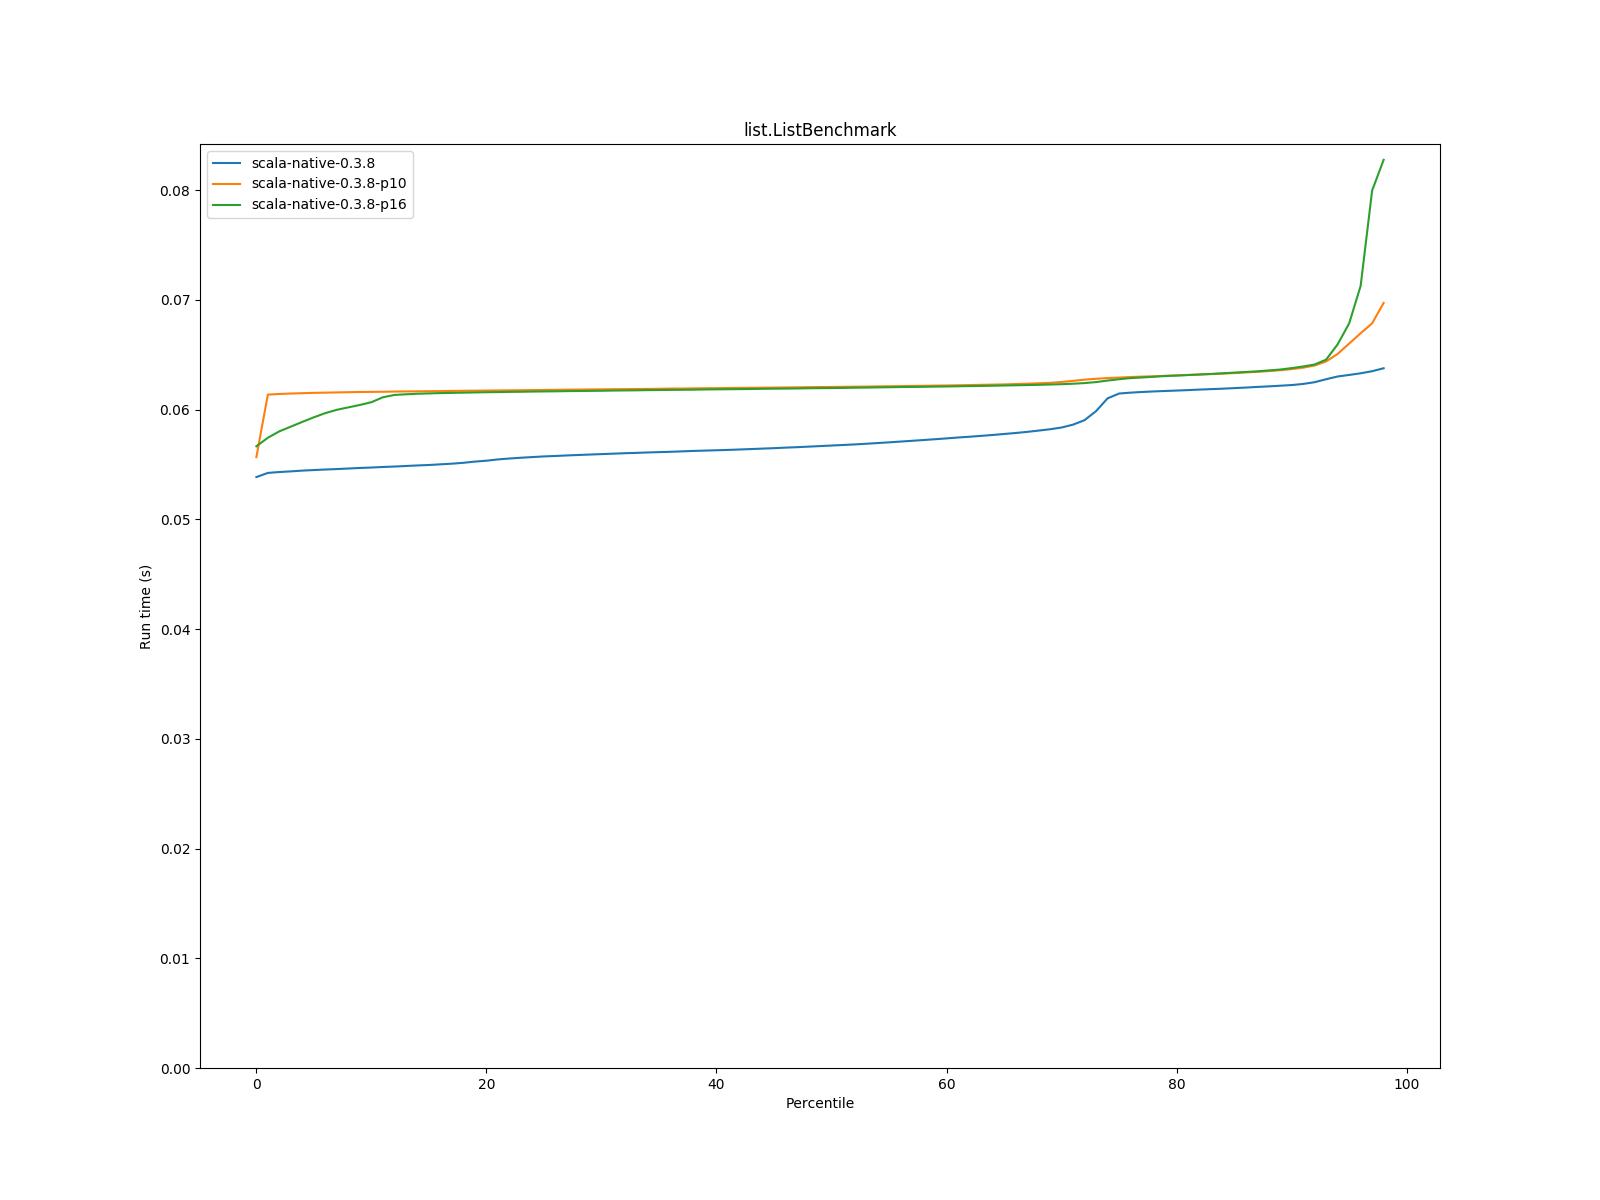 list.ListBenchmark
scala-native-0.3.8
scala-native-0.3.8-p10
scala-native-0.3.8-p16
0.08
0.07
0.06
0.05
0.04
0.03
0.02
0.01
0.00
Run time (s)
0 20 40 60 80 100
Percentile